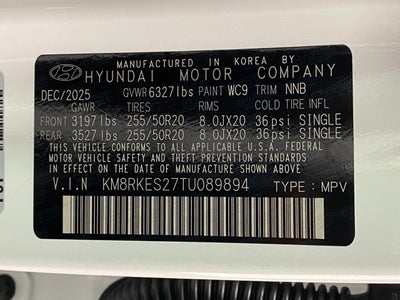 MANUFACTURED IN KOREA BY
HYUNDAI MOTOR COMPANY
DEC/2025 GVWR 6327lbs PAINT WC9 TRIM NNB
GAWR TIRES RIMS COLD TIRE INFL
FRONT 3197lbs 255/50R20 8.0JX20 36psi SINGLE
REAR 3527lbs 255/50R20 8.0JX20 36psi SINGLE
THIS VEHICLE CONFORMS TO ALL APPLICABLE U.S.A.
FEDERAL MOTOR VEHICLE SAFETY AND THEFT
PREVENTION STANDARDS IN EFFECT ON THE DATE OF
MANUFACTURE SHOWN ABOVE.
V.I.N KM8RKES27TU089894 TYPE: MPV